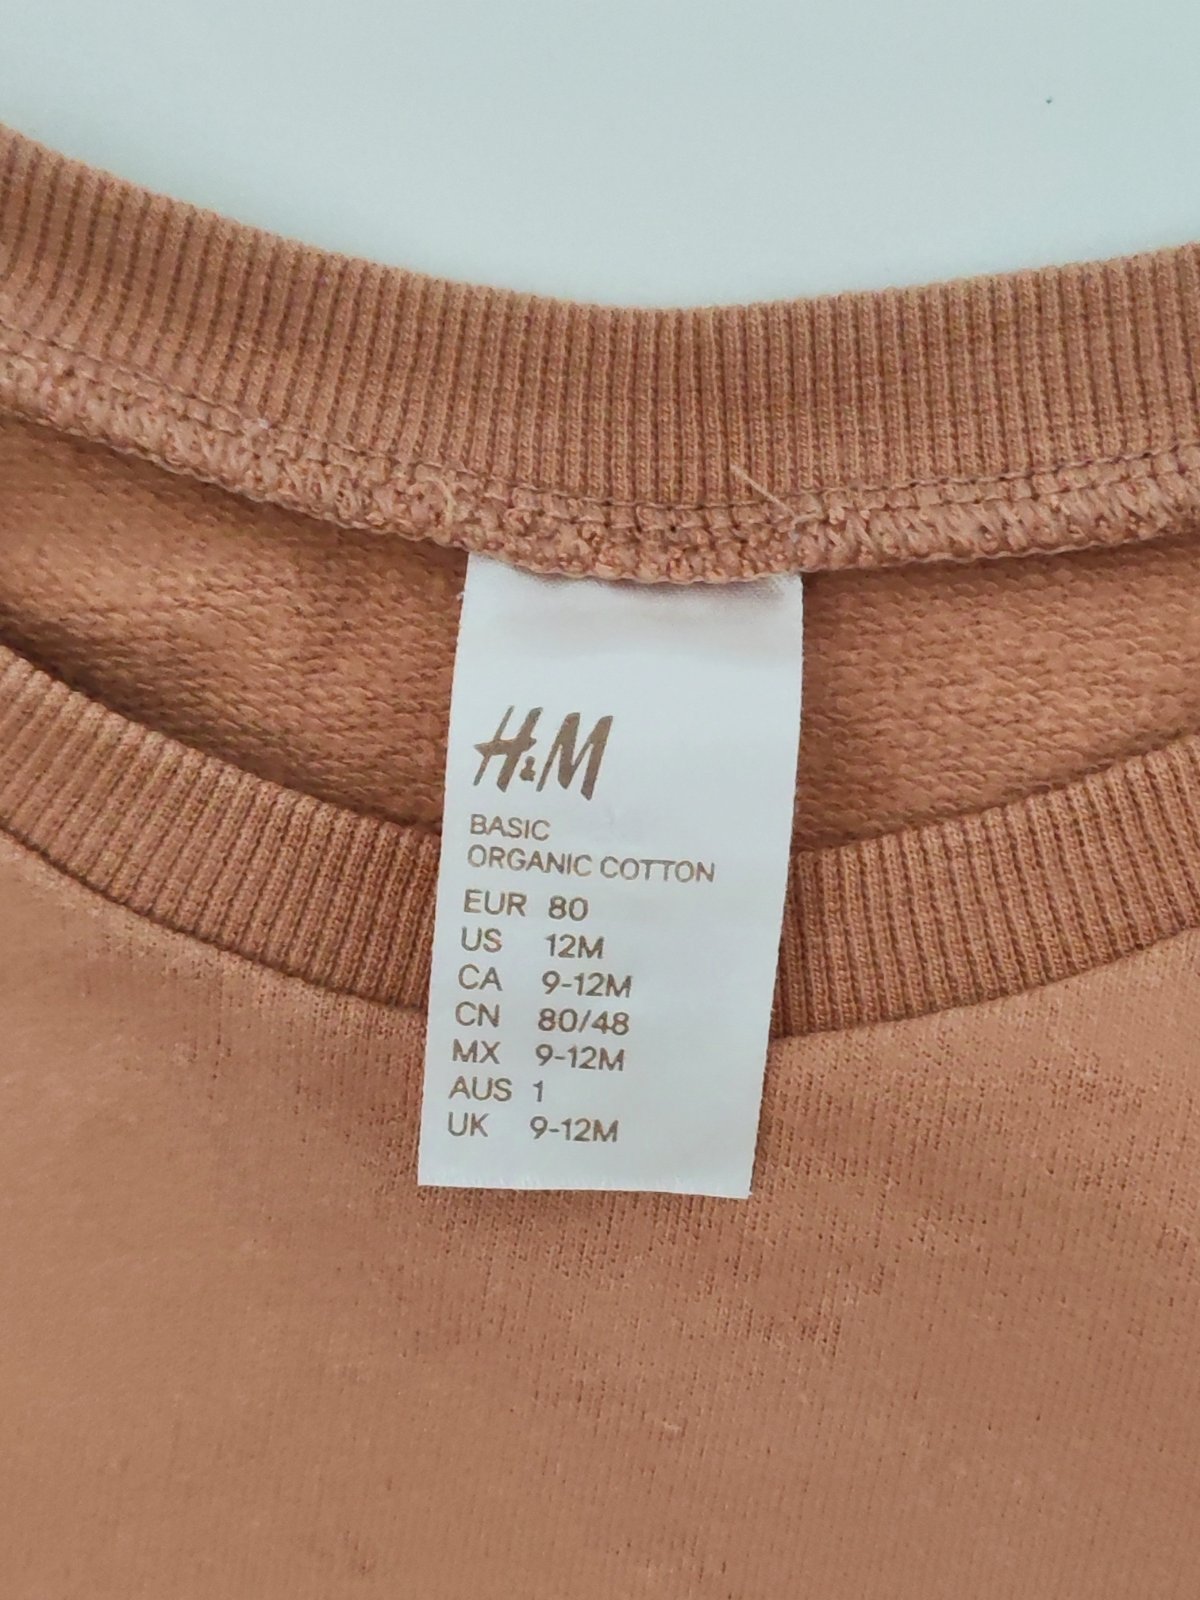 H&M
BASIC
ORGANIC COTTON
EUR 80
US 12M
CA 9-12M
CN 80/48
MX 9-12M
AUS 1
UK 9-12M